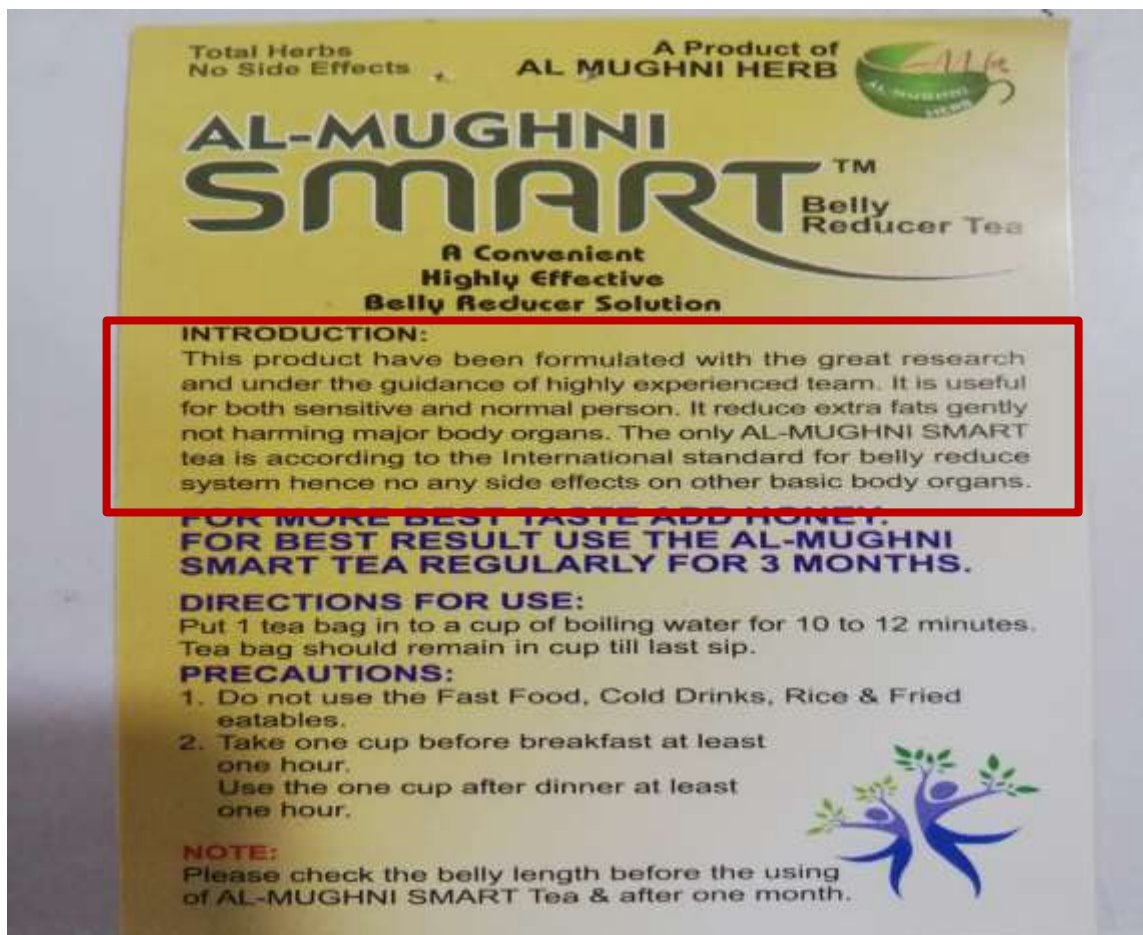 Total Herbs
No Side Effects
A Product of
AL MUGHNI HERB
AL-MUGHNI
HERB
AL-MUGHNI
SMART™
Belly
Reducer Tea
A Convenient
Highly Effective
Belly Reducer Solution
INTRODUCTION:
This product have been formulated with the great research
and under the guidance of highly experienced team. It is useful
for both sensitive and normal person. It reduce extra fats gently
not harming major body organs. The only AL-MUGHNI SMART
tea is according to the International standard for belly reduce
system hence no any side effects on other basic body organs.
FOR MORE BEST TASTE ADD HONEY.
FOR BEST RESULT USE THE AL-MUGHNI
SMART TEA REGULARLY FOR 3 MONTHS.
DIRECTIONS FOR USE:
Put 1 tea bag in to a cup of boiling water for 10 to 12 minutes.
Tea bag should remain in cup till last sip.
PRECAUTIONS:
1. Do not use the Fast Food, Cold Drinks, Rice & Fried
eatables.
2. Take one cup before breakfast at least
one hour.
Use the one cup after dinner at least
one hour.
NOTE:
Please check the belly length before the using
of AL-MUGHNI SMART Tea & after one month.